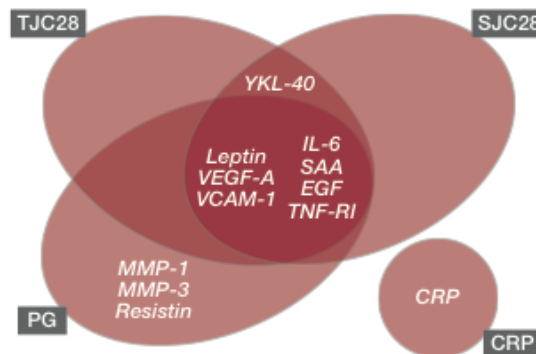 TJC28
SJC28
YKL-40
Leptin
VEGF-A
VCAM-1
IL-6
SAA
EGF
TNF-RI
MMP-1
MMP-3
Resistin
CRP
PG
CRP